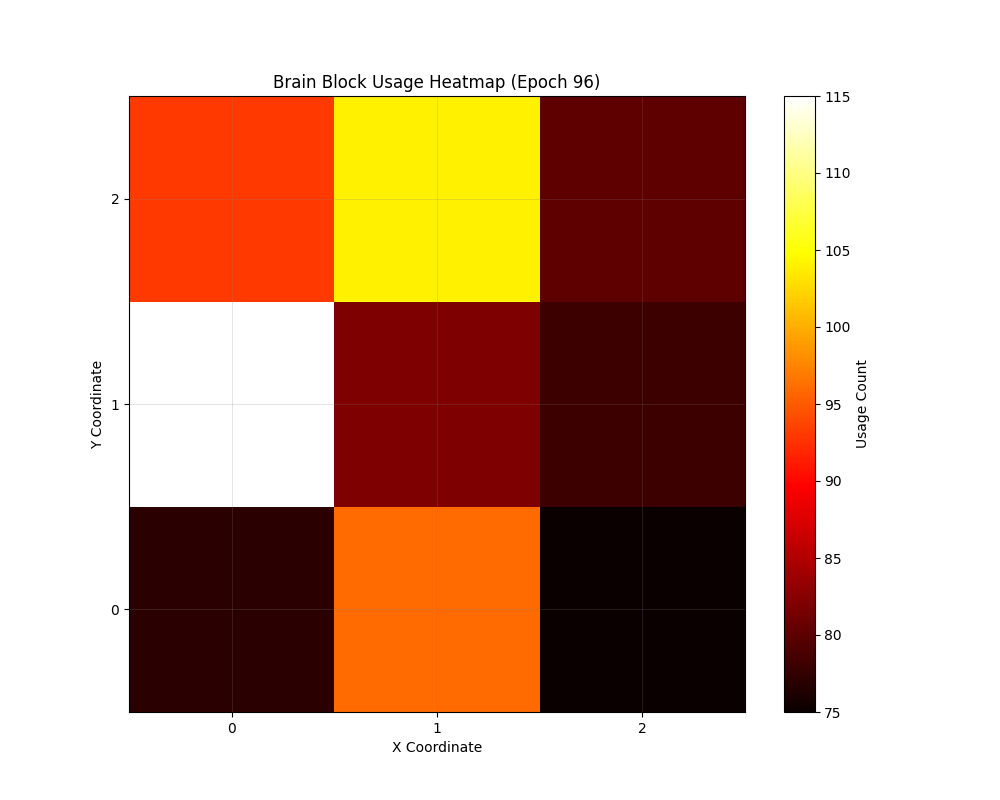 Brain Block Usage Heatmap (Epoch 96)
2
1
0
Y Coordinate
0 1 2
X Coordinate
115
110
105
100
95
90
85
80
75
Usage Count